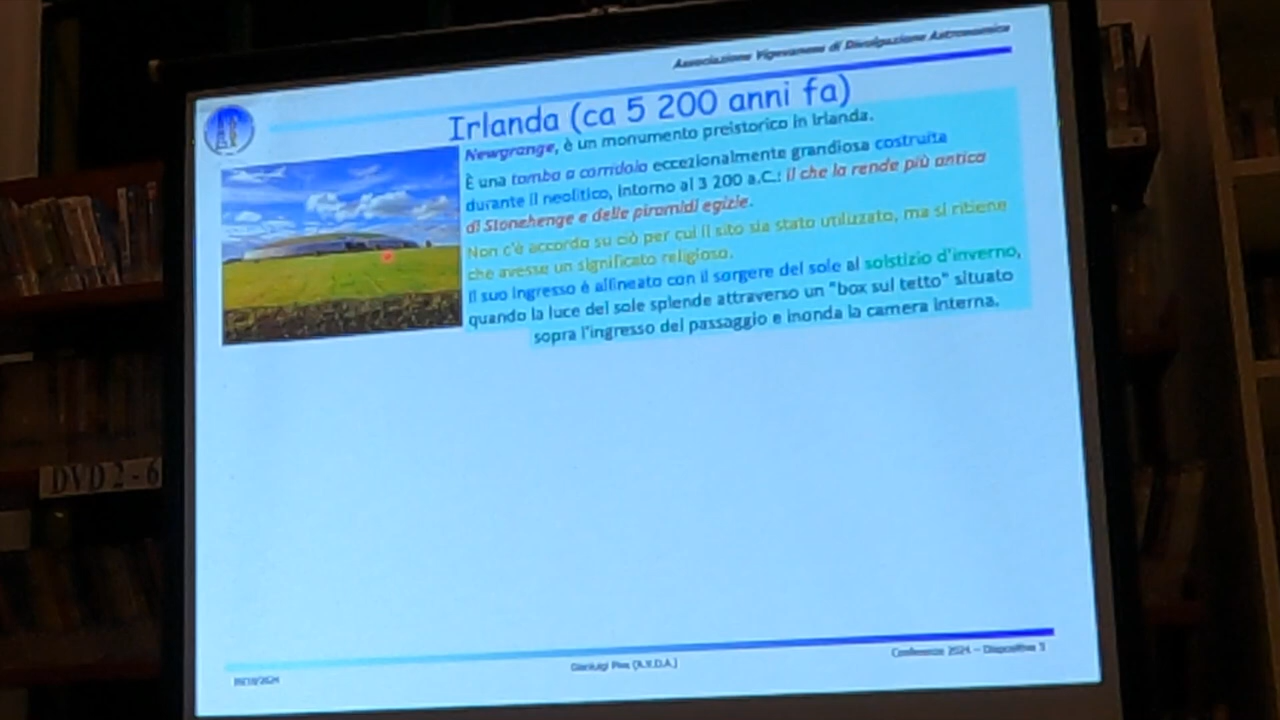 Associazione Vigevanese di Divulgazione Astronomica
Irlanda (ca 5 200 anni fa)
Newgrange, è un monumento preistorico in Irlanda.
È una tomba a corridoio eccezionalmente grandiosa costruita
durante il neolitico, intorno al 3 200 a.C.: il che la rende più antica
di Stonehenge e delle piramidi egizie.
Non c'è accordo su ciò per cui il sito sia stato utilizzato, ma si ritiene
che avesse un significato religioso.
Il suo ingresso è allineato con il sorgere del sole al solstizio d'inverno,
quando la luce del sole splende attraverso un "box sul tetto" situato
sopra l'ingresso del passaggio e inonda la camera interna.
DVD 2 - 6
Gianluigi (A.V.D.A.)
Conferenze 2024 - Diapositiva 3